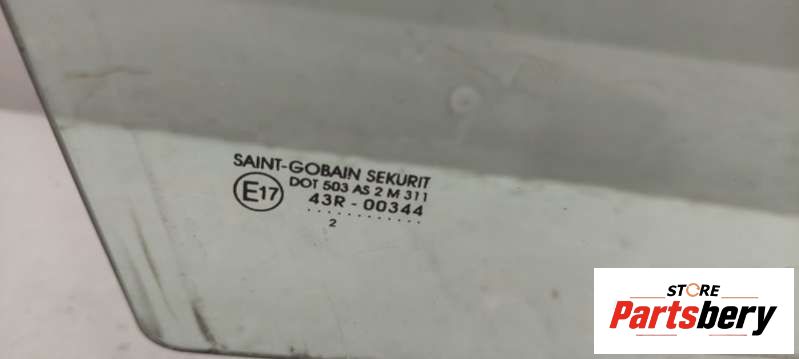 SAINT-GOBAIN SEKURIT
E17
DOT 503 AS 2 M 311
43R - 00344
..............
2
STORE
Partsbery